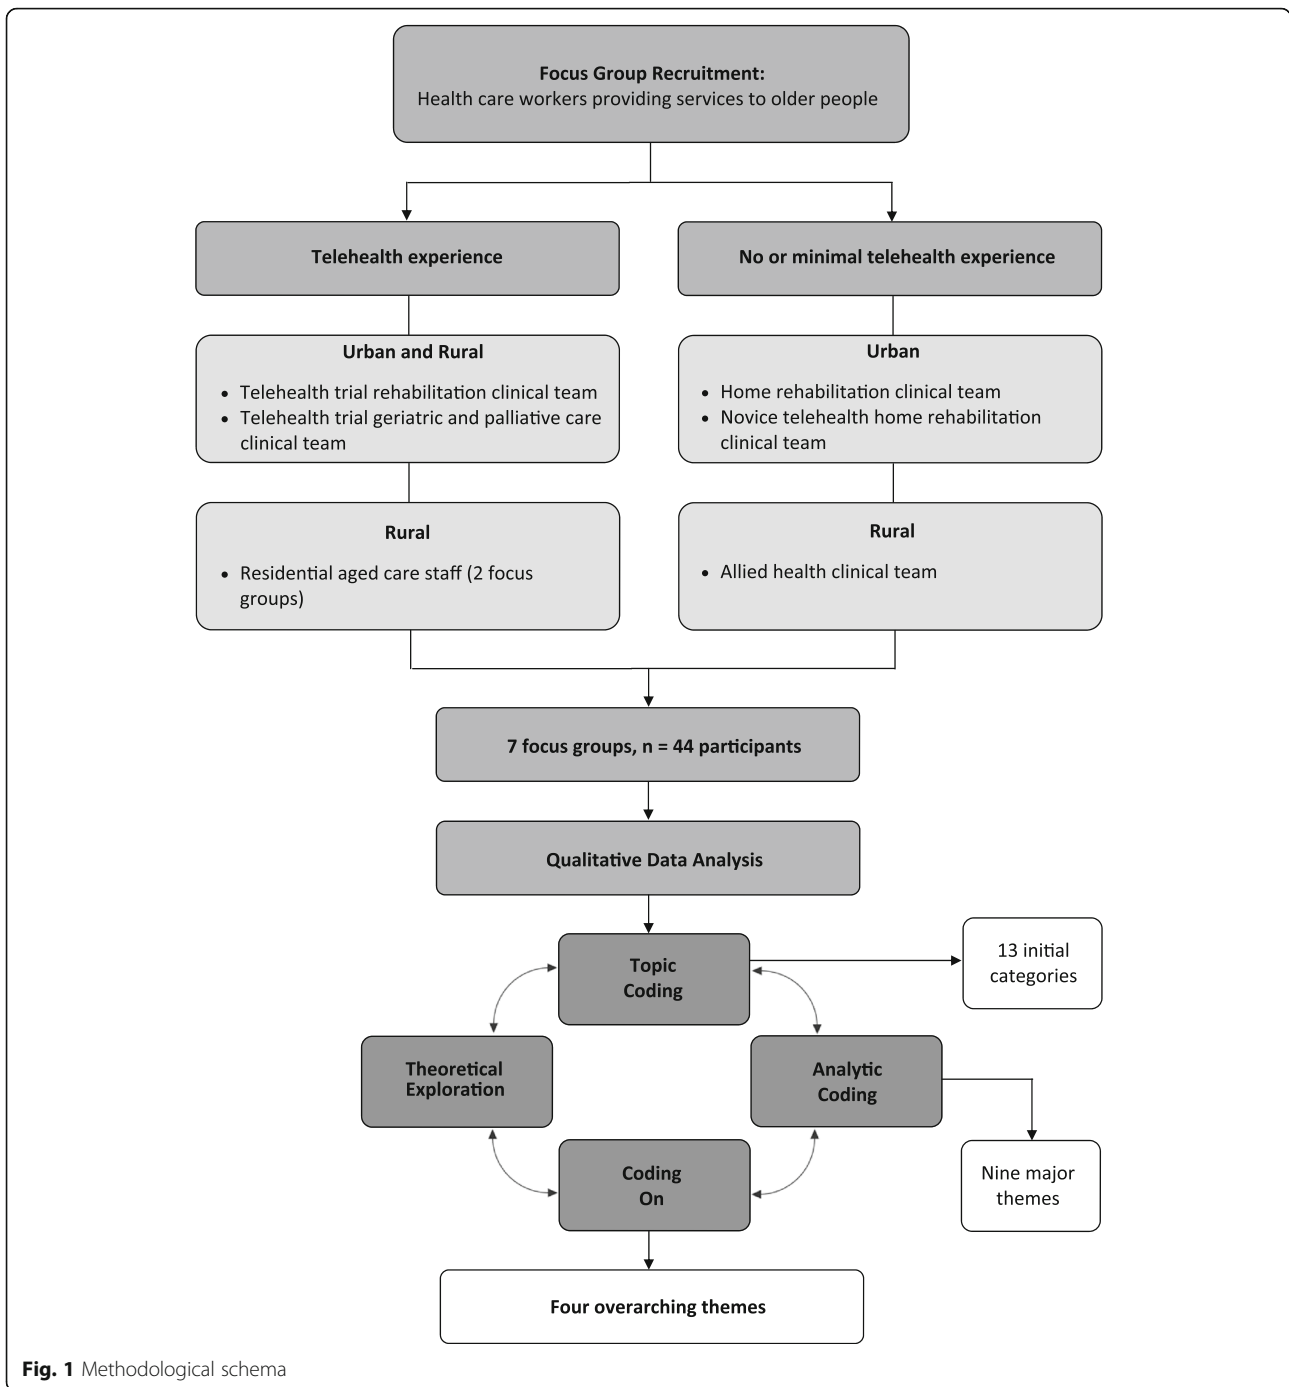 Focus Group Recruitment:
Health care workers providing services to older people
Telehealth experience
No or minimal telehealth experience
Urban and Rural
• Telehealth trial rehabilitation clinical team
• Telehealth trial geriatric and palliative care
clinical team
Urban
• Home rehabilitation clinical team
• Novice telehealth home rehabilitation
clinical team
Rural
• Residential aged care staff (2 focus
groups)
Rural
• Allied health clinical team
7 focus groups, n = 44 participants
Qualitative Data Analysis
Topic
Coding
13 initial
categories
Theoretical
Exploration
Analytic
Coding
Coding
On
Nine major
themes
Four overarching themes
Fig. 1 Methodological schema